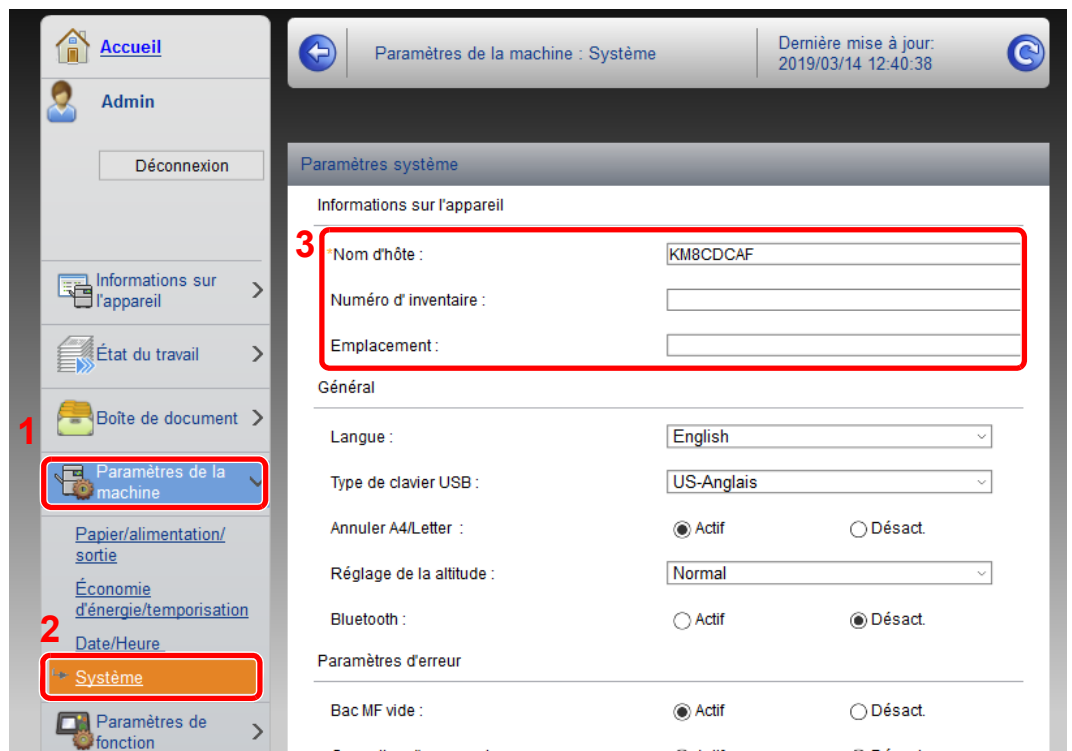 Accueil
Admin
Déconnexion
Informations sur
l'appareil
État du travail
Boîte de document
1
Paramètres de la
machine
Papier/alimentation/
sortie
Économie
d'énergie/temporisation
2
Date/Heure
Système
Paramètres de
fonction
Paramètres de la machine : Système
Dernière mise à jour:
2019/03/14 12:40:38
Paramètres système
Informations sur l'appareil
3
*Nom d'hôte : KM8CDCAF
Numéro d' inventaire :
Emplacement :
Général
Langue : English
Type de clavier USB : US-Anglais
Annuler A4/Letter : Actif Désact.
Réglage de la altitude : Normal
Bluetooth : Actif Désact.
Paramètres d'erreur
Bac MF vide : Actif Désact.